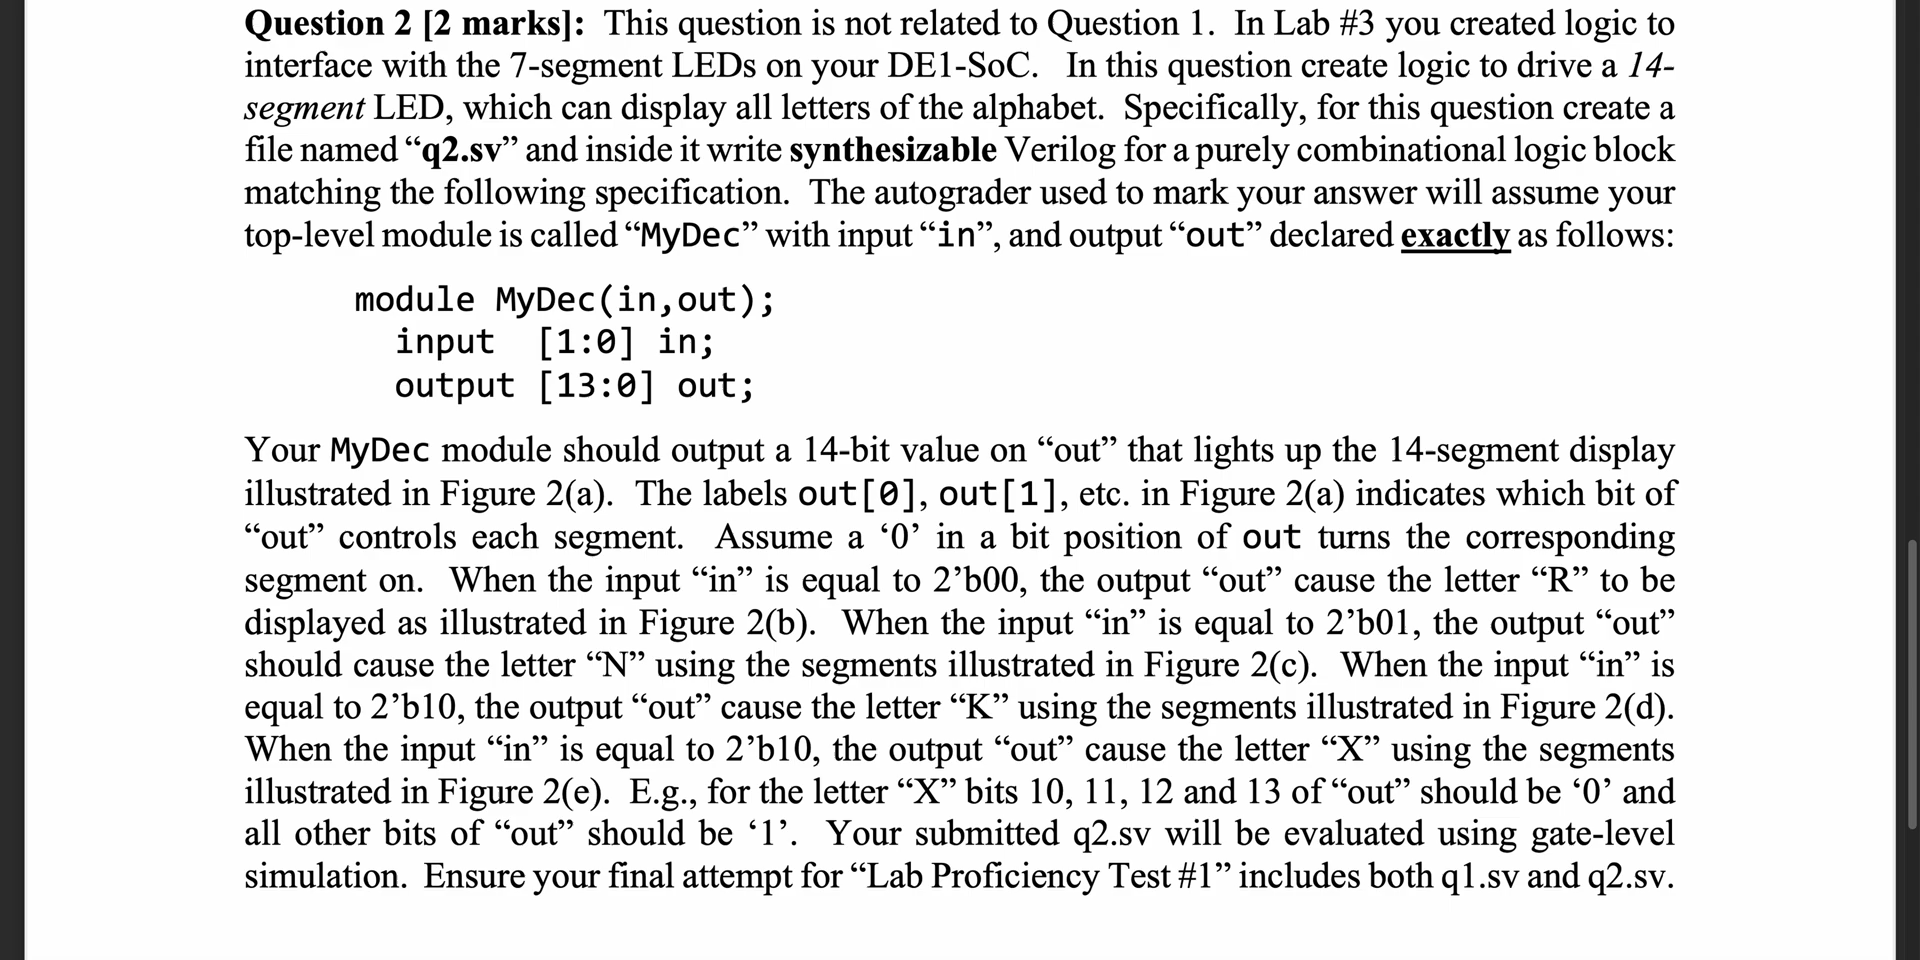 Question 2 [2 marks]: This question is not related to Question 1. In Lab #3 you created logic to
interface with the 7-segment LEDs on your DE1-SoC. In this question create logic to drive a 14-
segment LED, which can display all letters of the alphabet. Specifically, for this question create a
file named “q2.sv” and inside it write synthesizable Verilog for a purely combinational logic block
matching the following specification. The autograder used to mark your answer will assume your
top-level module is called “MyDec” with input “in”, and output “out” declared exactly as follows:
module MyDec(in,out);
input [1:0] in;
output [13:0] out;
Your MyDec module should output a 14-bit value on “out” that lights up the 14-segment display
illustrated in Figure 2(a). The labels out[0], out[1], etc. in Figure 2(a) indicates which bit of
“out” controls each segment. Assume a ‘0’ in a bit position of out turns the corresponding
segment on. When the input “in” is equal to 2’b00, the output “out” cause the letter “R” to be
displayed as illustrated in Figure 2(b). When the input “in” is equal to 2’b01, the output “out”
should cause the letter “N” using the segments illustrated in Figure 2(c). When the input “in” is
equal to 2’b10, the output “out” cause the letter “K” using the segments illustrated in Figure 2(d).
When the input “in” is equal to 2’b10, the output “out” cause the letter “X” using the segments
illustrated in Figure 2(e). E.g., for the letter “X” bits 10, 11, 12 and 13 of “out” should be ‘0’ and
all other bits of “out” should be ‘1’. Your submitted q2.sv will be evaluated using gate-level
simulation. Ensure your final attempt for “Lab Proficiency Test #1” includes both q1.sv and q2.sv.